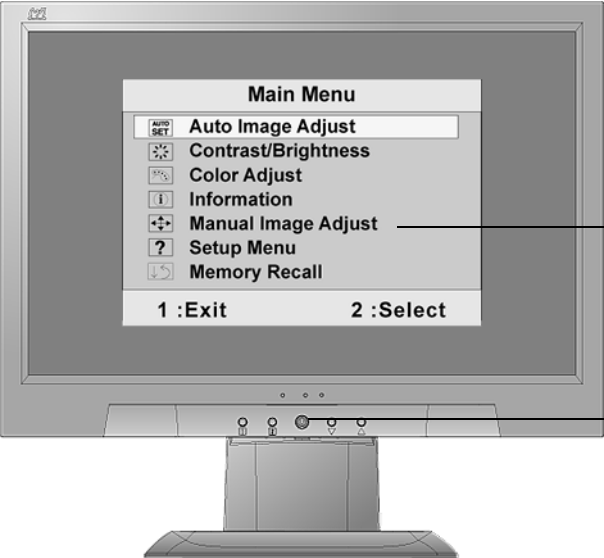 Main Menu
AUTO SET Auto Image Adjust
Contrast/Brightness
Color Adjust
i Information
Manual Image Adjust
? Setup Menu
Memory Recall
1 :Exit 2 :Select